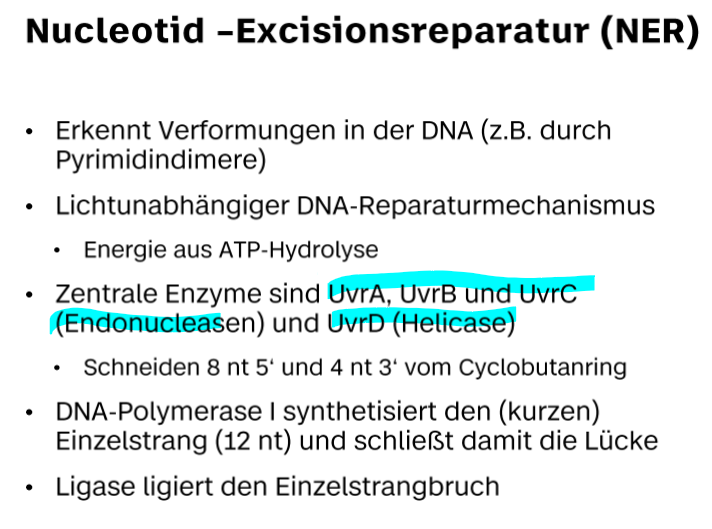 Nucleotid –Excisionsreparatur (NER)
• Erkennt Verformungen in der DNA (z.B. durch
Pyrimidindimere)
• Lichtunabhängiger DNA-Reparaturmechanismus
• Energie aus ATP-Hydrolyse
• Zentrale Enzyme sind UvrA, UvrB und UvrC
(Endonucleasen) und UvrD (Helicase)
• Schneiden 8 nt 5‘ und 4 nt 3‘ vom Cyclobutanring
• DNA-Polymerase I synthetisiert den (kurzen)
Einzelstrang (12 nt) und schließt damit die Lücke
• Ligase ligiert den Einzelstrangbruch